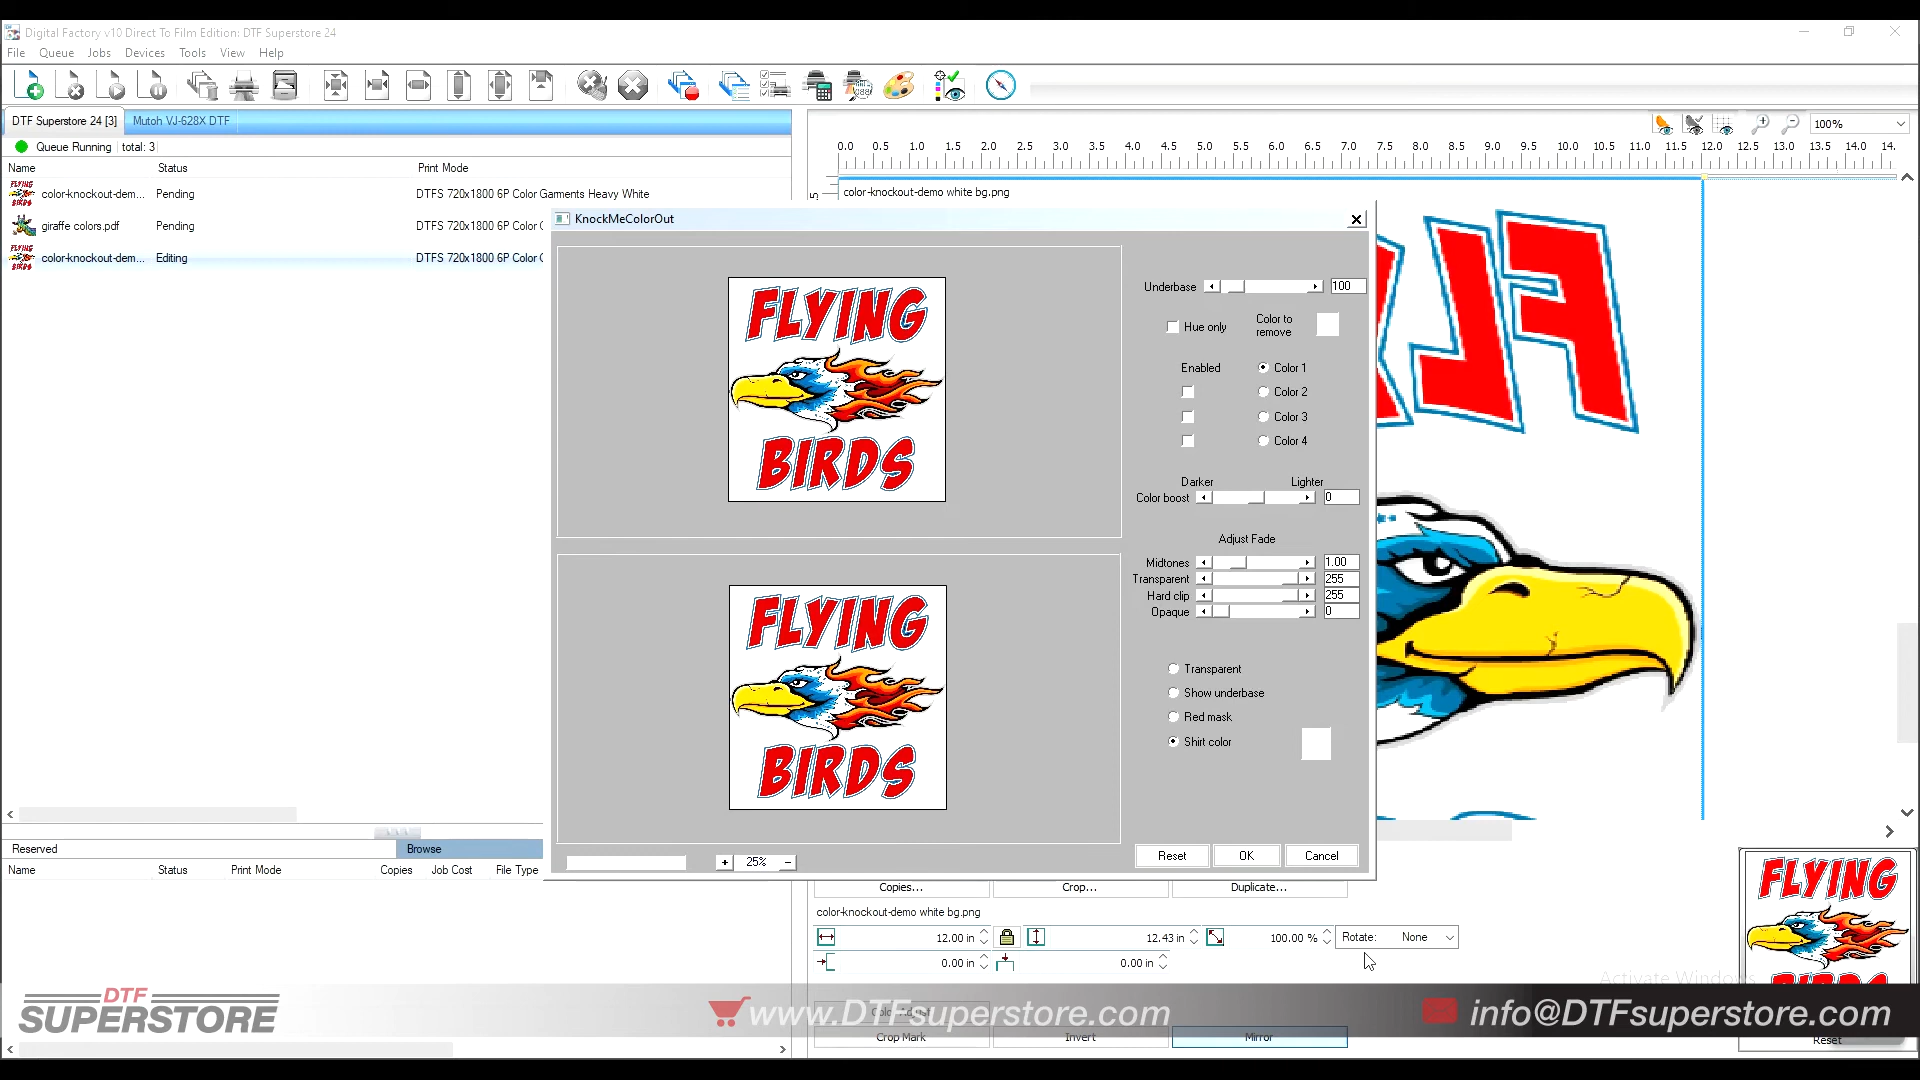 Digital Factory v10 Direct To Film Edition: DTF Superstore 24
File Queue Jobs Devices Tools View Help
100%
DTF Superstore 24 [3] Mutoh VJ-628X DTF
Queue Running total: 3
0.0 0.5 1.0 1.5 2.0 2.5 3.0 3.5 4.0 4.5 5.0 5.5 6.0 6.5 7.0 7.5 8.0 8.5 9.0 9.5 10.0 10.5 11.0 11.5 12.0 12.5 13.0 13.5 14.0 14.
Name Status Print Mode
FLYING BIRDS color-knockout-dem... Pending DTFS 720x1800 6P Color Garments Heavy White
giraffe colors.pdf Pending DTFS 720x1800 6P Color
FLYING BIRDS color-knockout-dem... Editing DTFS 720x1800 6P Color
color-knockout-demo white bg.png
FL
KnockMeColorOut
FLYING
BIRDS
FLYING
BIRDS
Underbase 100
Hue only Color to remove
Enabled Color 1
Color 2
Color 3
Color 4
Darker Lighter
Color boost 0
Adjust Fade
Midtones 1.00
Transparent 255
Hard clip 255
Opaque 0
Transparent
Show underbase
Red mask
Shirt color
+ 25% −
Reset OK Cancel
Reserved Browse
Name Status Print Mode Copies Job Cost File Type
Copies... Crop... Duplicate...
color-knockout-demo white bg.png
12.00 in 12.43 in 100.00 % Rotate: None
0.00 in 0.00 in
FLYING
BIRDS
Activate Windows
DTF
SUPERSTORE
www.DTFsuperstore.com
info@DTFsuperstore.com
Crop Mark Invert Mirror
Reset